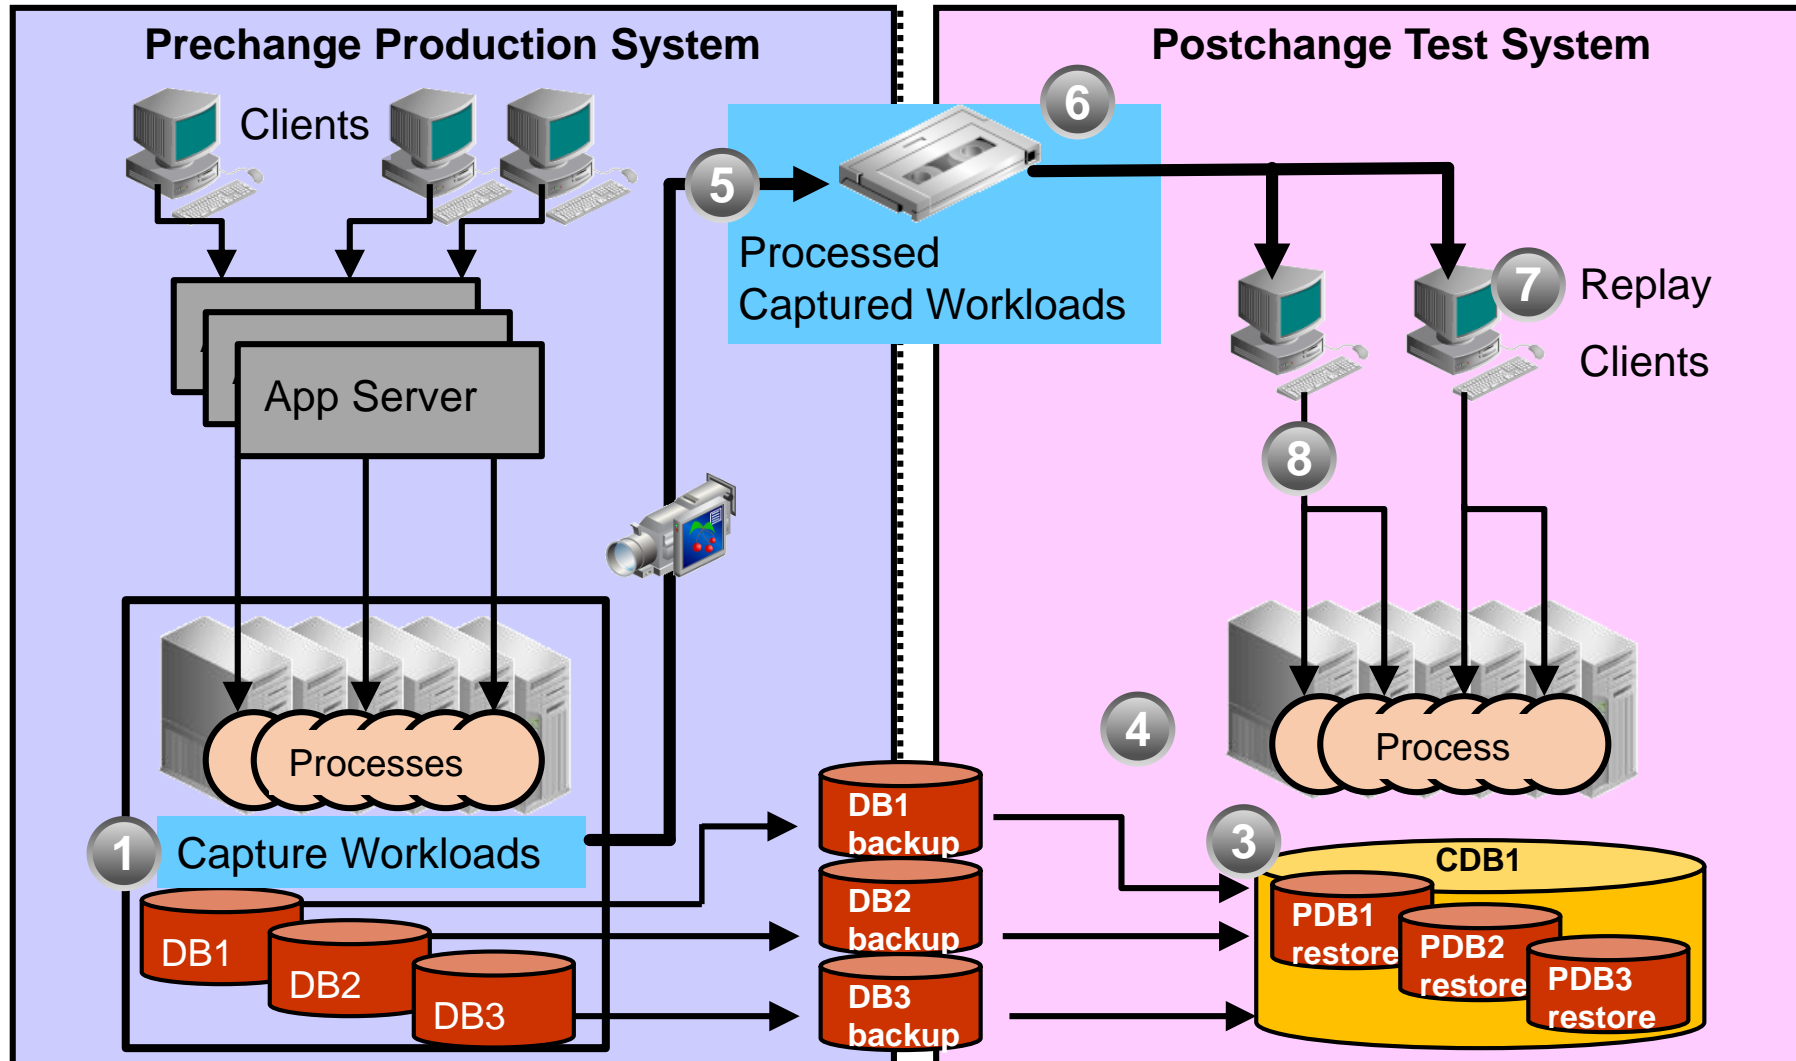 Prechange Production System
Postchange Test System
Clients
6
5
Processed
Captured Workloads
7
Replay
Clients
App Server
8
4
Processes
Process
1
Capture Workloads
DB1
DB2
DB3
DB1
backup
DB2
backup
DB3
backup
3
CDB1
PDB1
restore
PDB2
restore
PDB3
restore